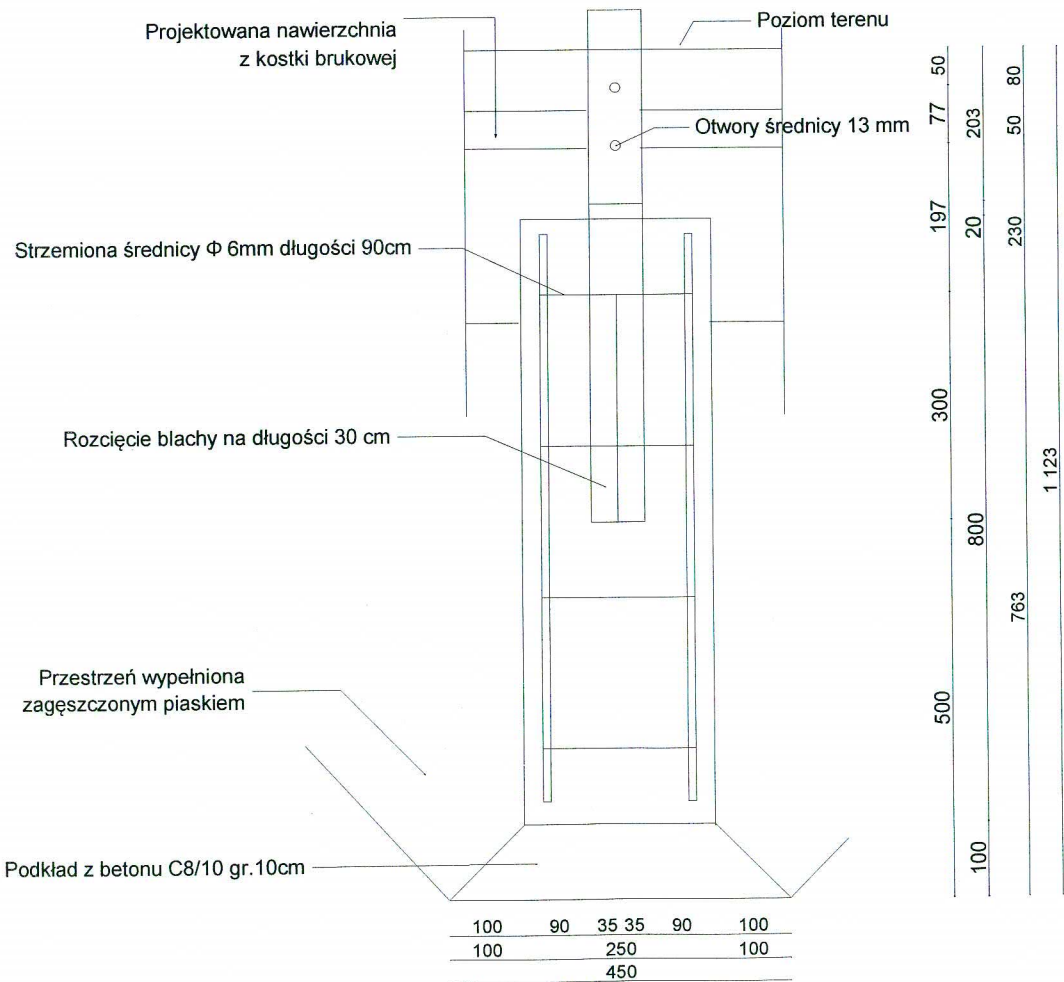 Projektowana nawierzchnia
z kostki brukowej
Poziom terenu
Otwory średnicy 13 mm
Strzemiona średnicy Φ 6mm długości 90cm
Rozcięcie blachy na długości 30 cm
Przestrzeń wypełniona
zagęszczonym piaskiem
Podkład z betonu C8/10 gr.10cm
50
77
197
300
500
203
20
800
100
80
50
230
763
1 123
100 90 35 35 90 100
100 250 100
450